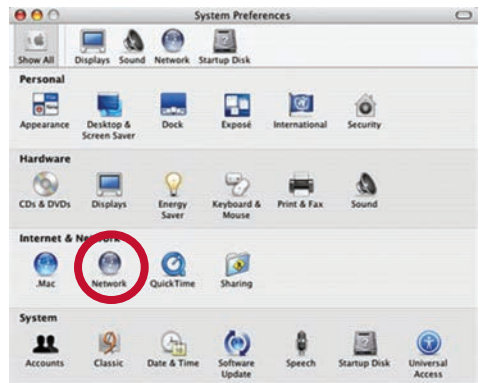 System Preferences
Show All Displays Sound Network Startup Disk
Personal
Appearance Desktop & Screen Saver Dock Exposé International Security
Hardware
CDs & DVDs Displays Energy Saver Keyboard & Mouse Print & Fax Sound
Internet & Network
.Mac Network QuickTime Sharing
System
Accounts Classic Date & Time Software Update Speech Startup Disk Universal Access